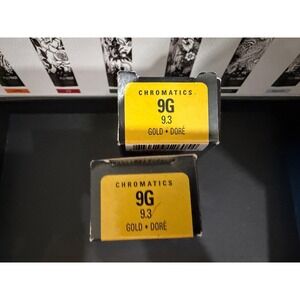 CHROMATICS
9G
9.3
GOLD • DORÉ
CHROMATICS
9G
9.3
GOLD • DORÉ